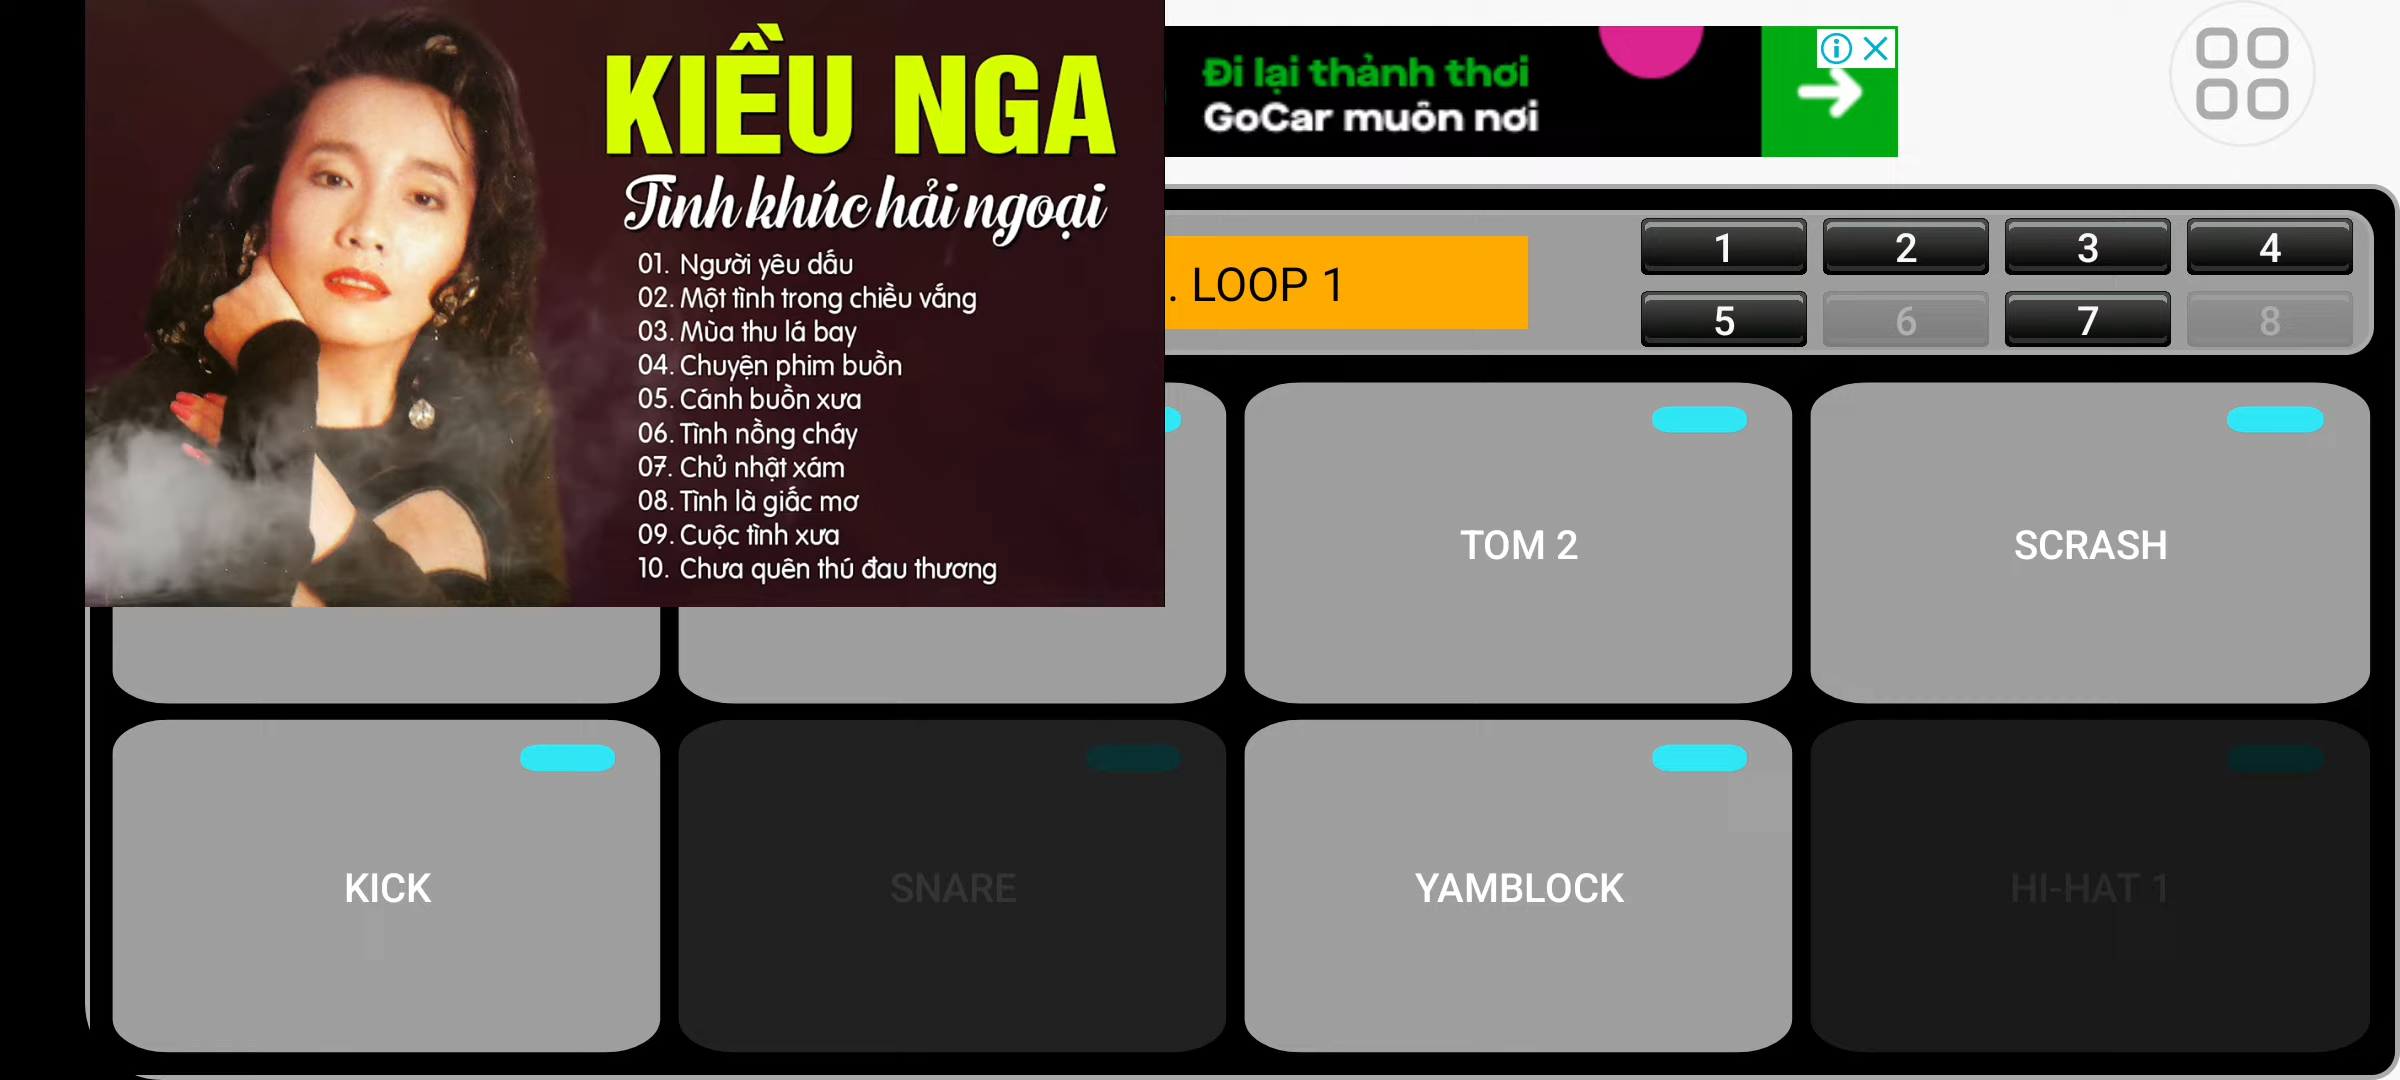 KIỀU NGA
Tình khúc hải ngoại
01. Người yêu dấu
02. Một tình trong chiều vắng
03. Mùa thu lá bay
04. Chuyện phim buồn
05. Cánh buồn xưa
06. Tình nồng cháy
07. Chủ nhật xám
08. Tình là giấc mơ
09. Cuộc tình xưa
10. Chưa quên thú đau thương
Đi lại thảnh thơi
GoCar muôn nơi
. LOOP 1
1 2 3 4
5 6 7 8
TOM 2 SCRASH
KICK SNARE YAMBLOCK HI-HAT 1